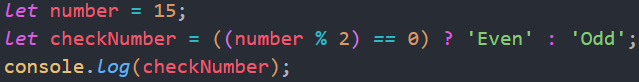 let number = 15;
let checkNumber = ((number % 2) == 0) ? 'Even' : 'Odd';
console.log(checkNumber);